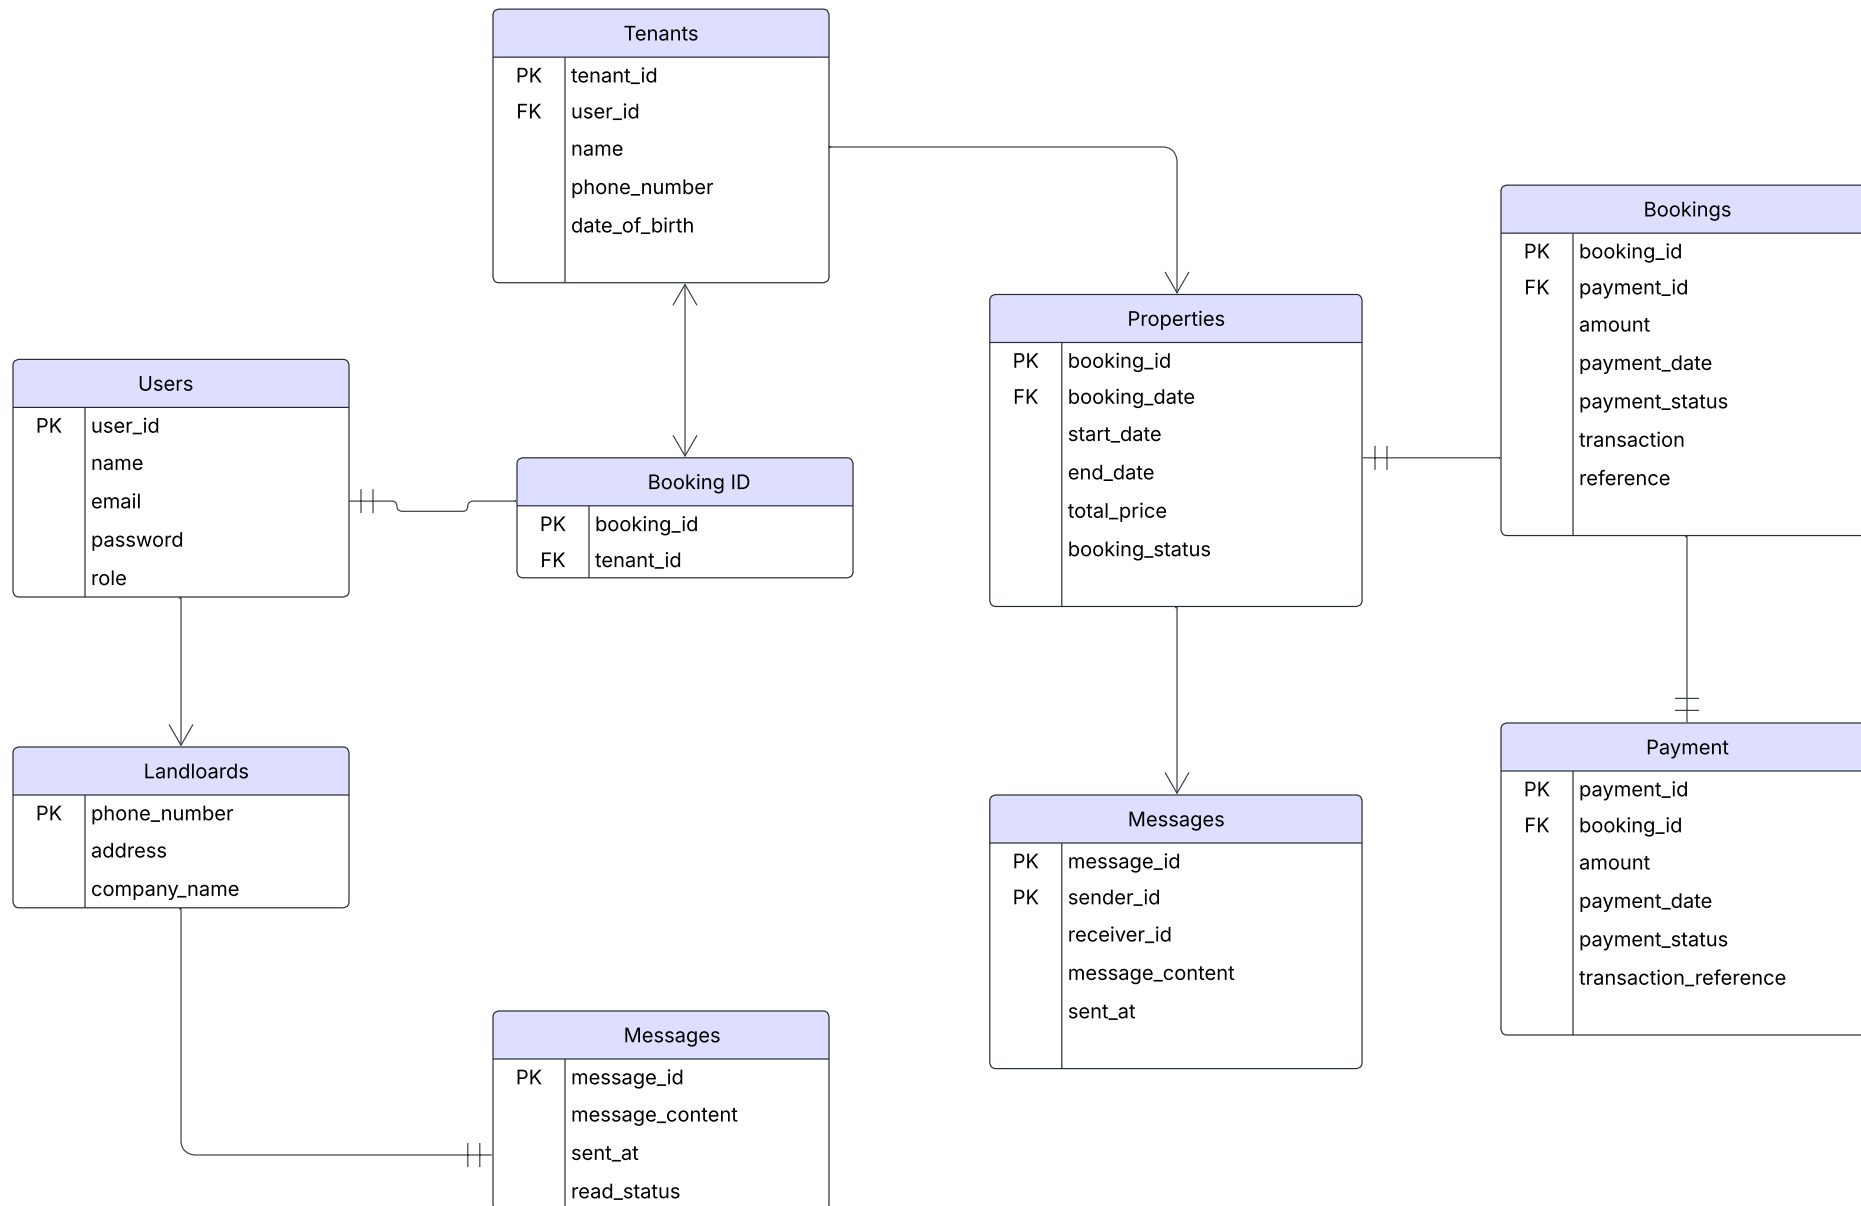 Tenants
PK tenant_id
FK user_id
name
phone_number
date_of_birth
Users
PK user_id
name
email
password
role
Booking ID
PK booking_id
FK tenant_id
Properties
PK booking_id
FK booking_date
start_date
end_date
total_price
booking_status
Bookings
PK booking_id
FK payment_id
amount
payment_date
payment_status
transaction
reference
Landloards
PK phone_number
address
company_name
Messages
PK message_id
message_content
sent_at
read_status
Messages
PK message_id
PK sender_id
receiver_id
message_content
sent_at
Payment
PK payment_id
FK booking_id
amount
payment_date
payment_status
transaction_reference